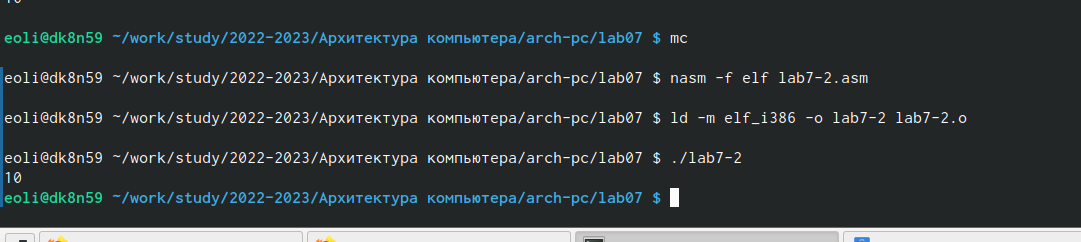 eoli@dk8n59 ~/work/study/2022-2023/Архитектура компьютера/arch-pc/lab07 $ mc
eoli@dk8n59 ~/work/study/2022-2023/Архитектура компьютера/arch-pc/lab07 $ nasm -f elf lab7-2.asm
eoli@dk8n59 ~/work/study/2022-2023/Архитектура компьютера/arch-pc/lab07 $ ld -m elf_i386 -o lab7-2 lab7-2.o
eoli@dk8n59 ~/work/study/2022-2023/Архитектура компьютера/arch-pc/lab07 $ ./lab7-2
10
eoli@dk8n59 ~/work/study/2022-2023/Архитектура компьютера/arch-pc/lab07 $